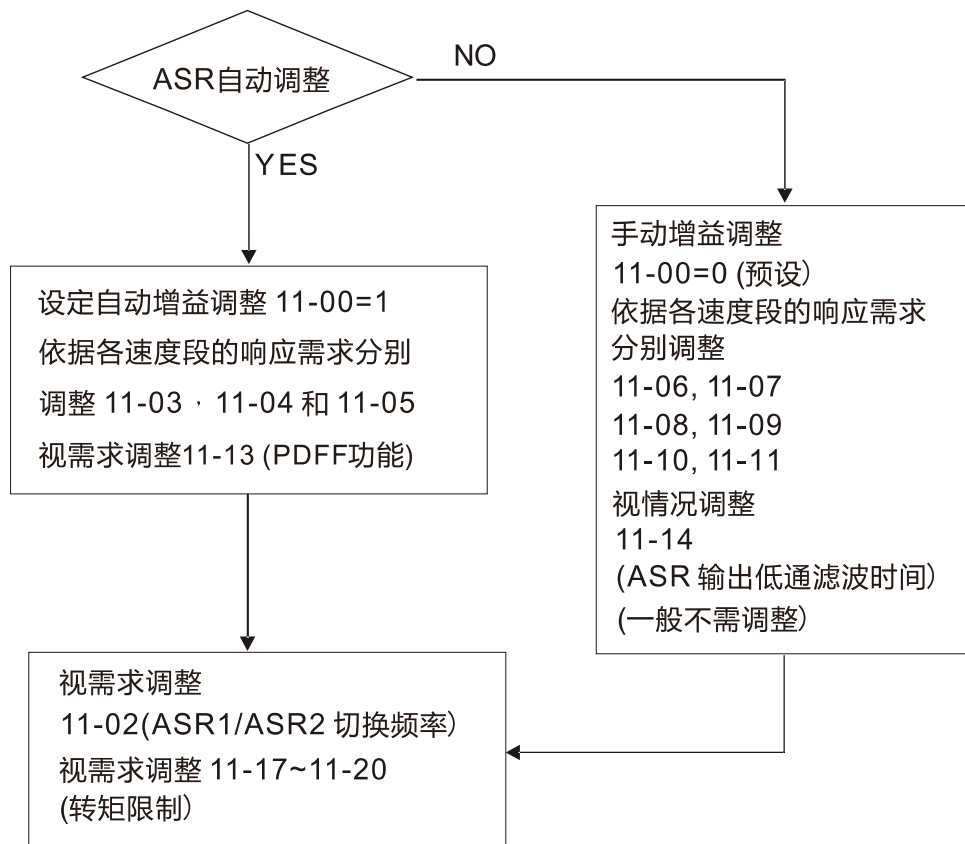 ASR自动调整
NO
YES
设定自动增益调整 11-00=1
依据各速度段的响应需求分别
调整 11-03，11-04 和 11-05
视需求调整11-13 (PDFF功能)
手动增益调整
11-00=0 (预设)
依据各速度段的响应需求
分别调整
11-06, 11-07
11-08, 11-09
11-10, 11-11
视情况调整
11-14
(ASR 输出低通滤波时间)
(一般不需调整)
视需求调整
11-02(ASR1/ASR2 切换频率)
视需求调整 11-17~11-20
(转矩限制)